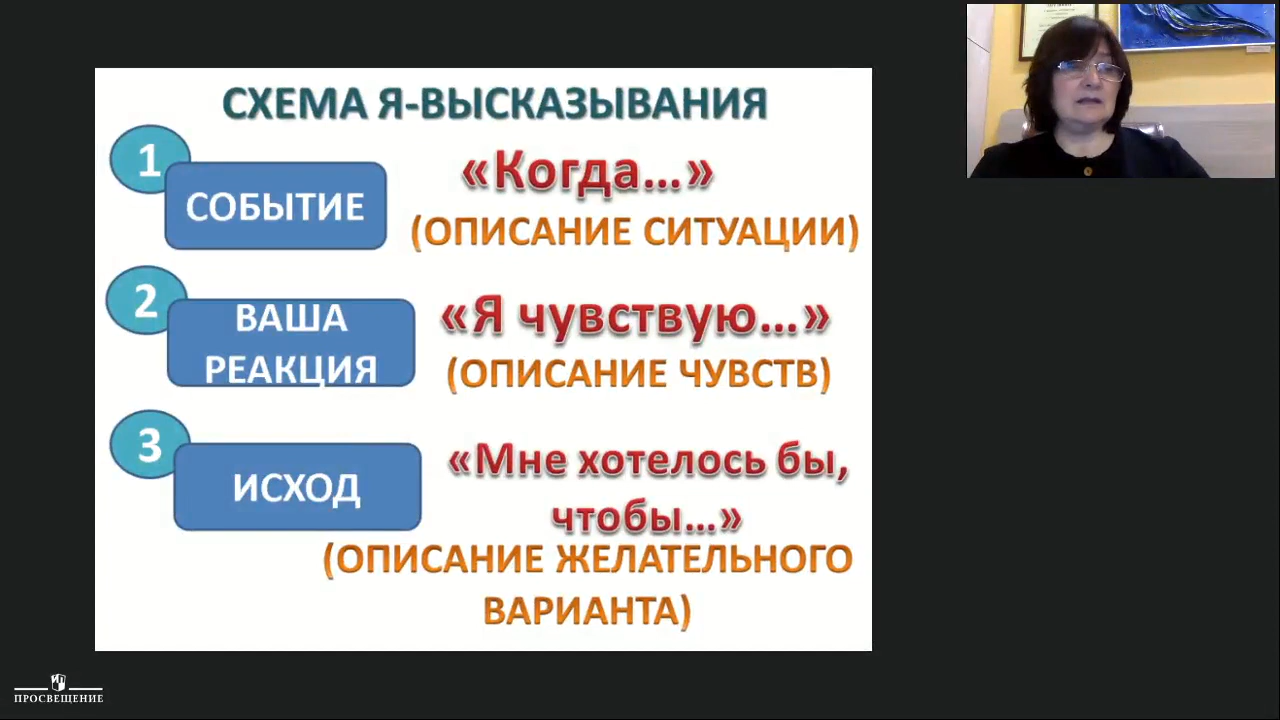 СХЕМА Я-ВЫСКАЗЫВАНИЯ
1
СОБЫТИЕ
«Когда...»
(ОПИСАНИЕ СИТУАЦИИ)
2
ВАША
РЕАКЦИЯ
«Я чувствую...»
(ОПИСАНИЕ ЧУВСТВ)
3
ИСХОД
«Мне хотелось бы,
чтобы...»
(ОПИСАНИЕ ЖЕЛАТЕЛЬНОГО
ВАРИАНТА)
ПРОСВЕЩЕНИЕ